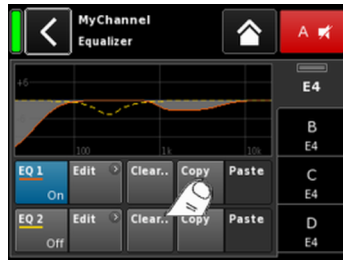 MyChannel
Equalizer
A
+6
100
1k
10k
E4
B
E4
C
E4
D
E4
EQ 1
On
Edit
Clear..
Copy
Paste
EQ 2
Off
Edit
Clear..
Copy
Paste